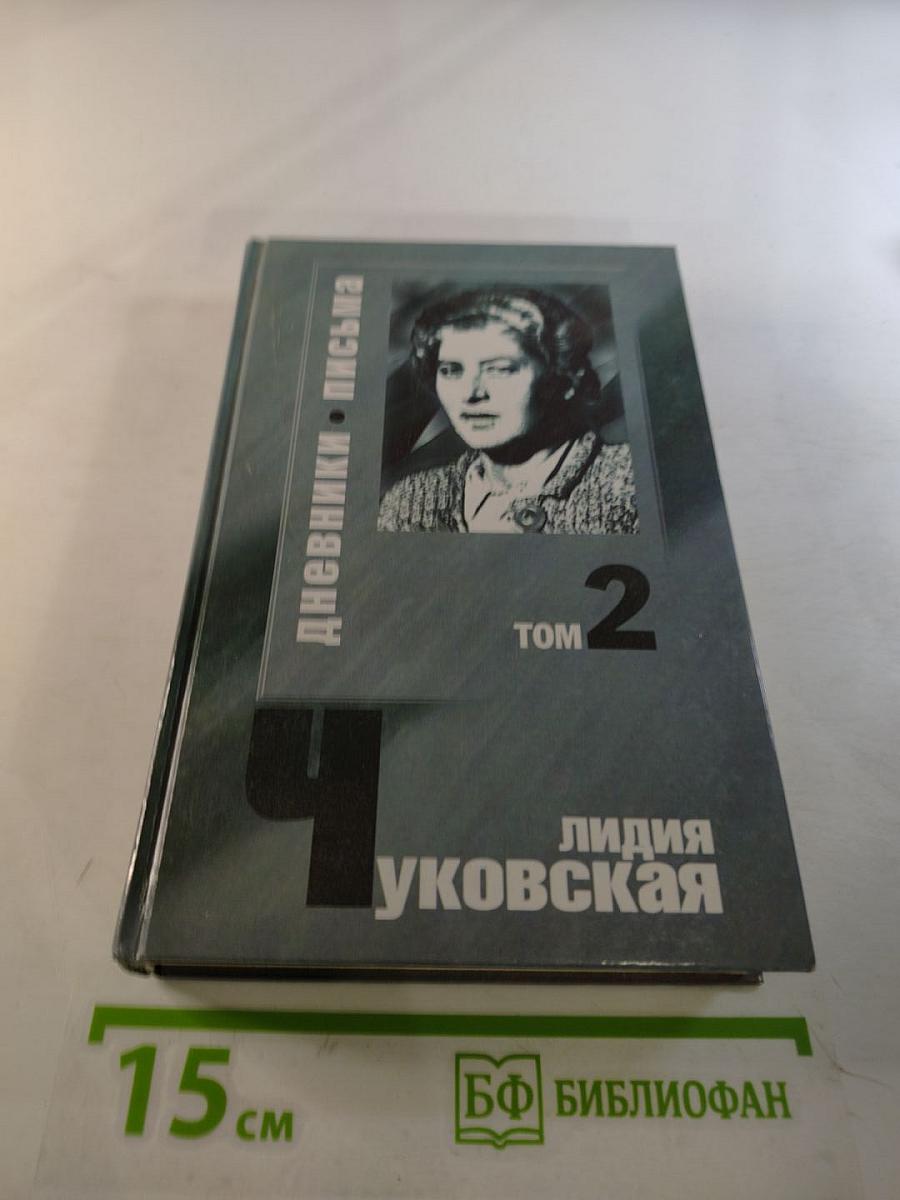 дневники • письма
том 2
лидия
Чуковская
15 см
БФ БИБЛИОФАН